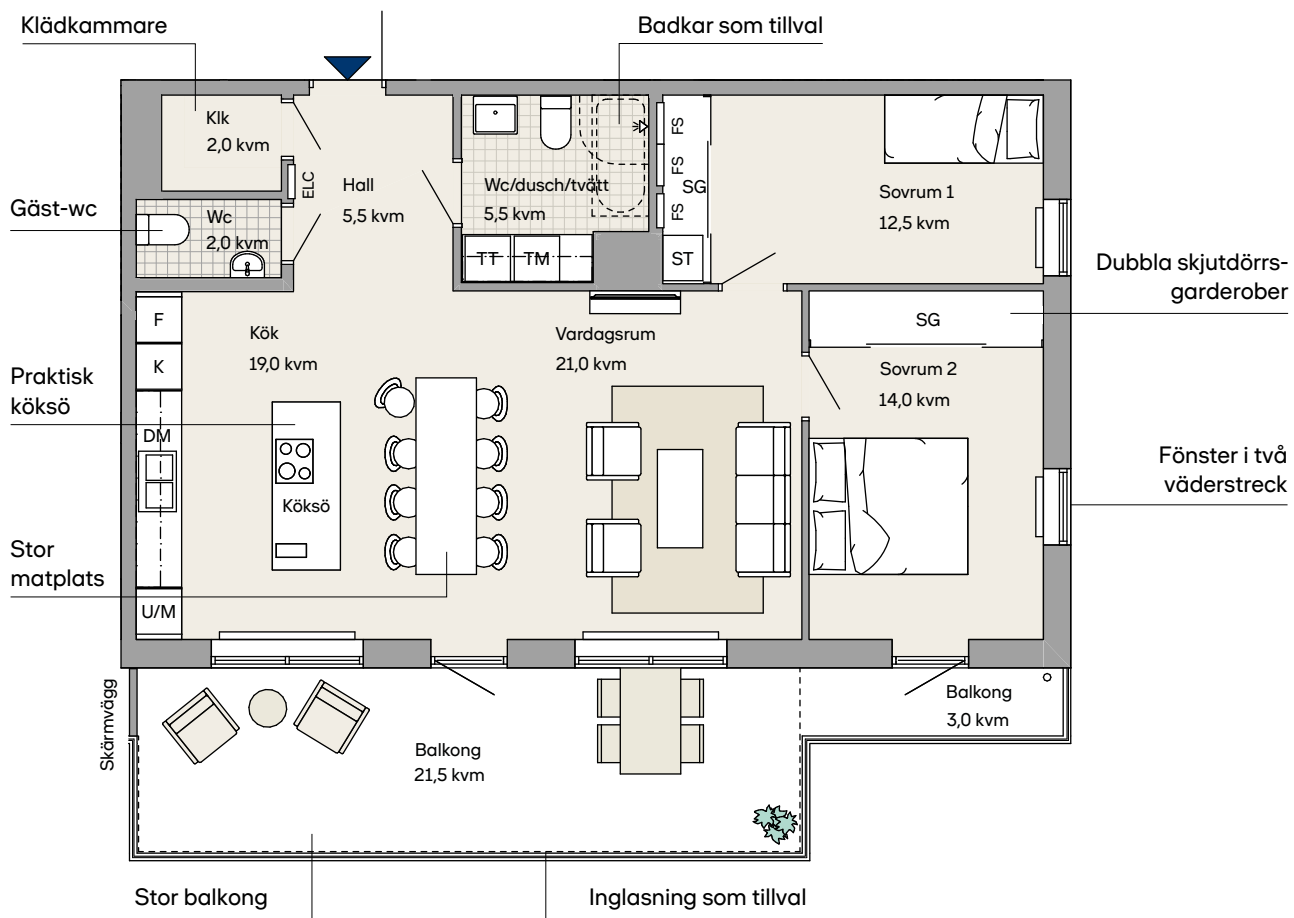 Klädkammare
Badkar som tillval
Klk
2,0 kvm
FS
FS
FS
SG
ELC
Hall
5,5 kvm
Wc/dusch/tvätt
5,5 kvm
Sovrum 1
12,5 kvm
Gäst-wc
Wc
2,0 kvm
TT
TM
ST
Dubbla skjutdörrs-
garderober
F
Kök
19,0 kvm
Vardagsrum
21,0 kvm
SG
K
Sovrum 2
14,0 kvm
Praktisk
köksö
DM
Köksö
Fönster i två
väderstreck
Stor
matplats
U/M
Skärmvägg
Balkong
3,0 kvm
Balkong
21,5 kvm
Stor balkong
Inglasning som tillval